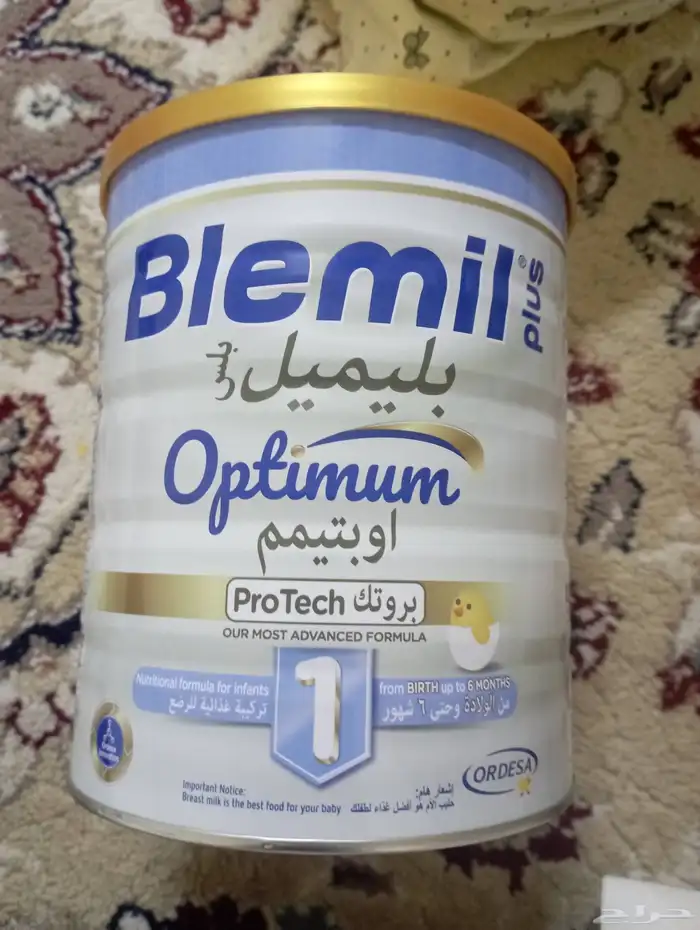 Blemil® plus
بليميل بلس
Optimum
اوبتيمم
ProTech بروتك
OUR MOST ADVANCED FORMULA
Nutritional formula for infants
تركيبة غذائية للرضع
1
from BIRTH up to 6 MONTHS
من الولادة وحتى ٦ شهور
Important Notice:
Breast milk is the best food for your baby
إشعار هام:
حليب الأم هو أفضل غذاء لطفلك
ORDESA
حراج